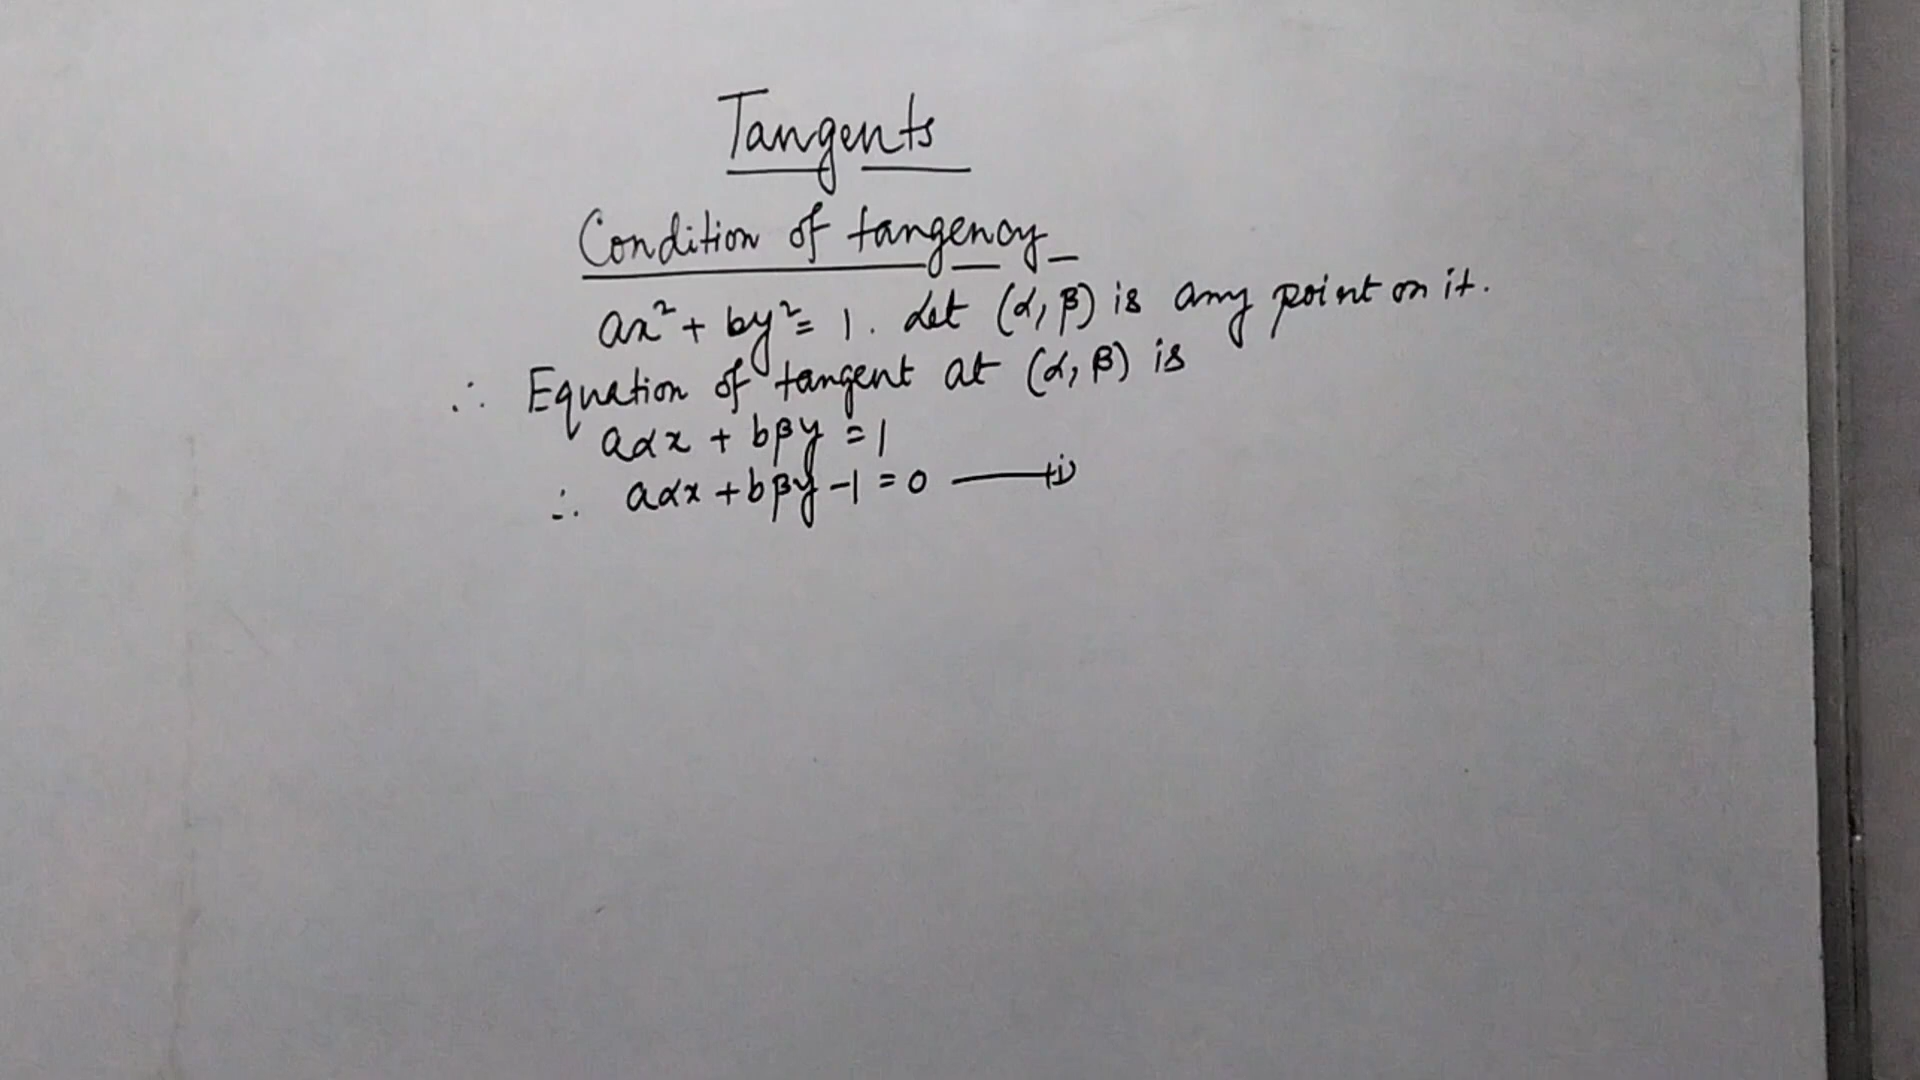 Tangents
Condition of tangency
ax² + by² = 1. Let (α, β) is any point on it.
∴ Equation of tangent at (α, β) is
aαx + bβy = 1
∴ aαx + bβy - 1 = 0 —— (i)